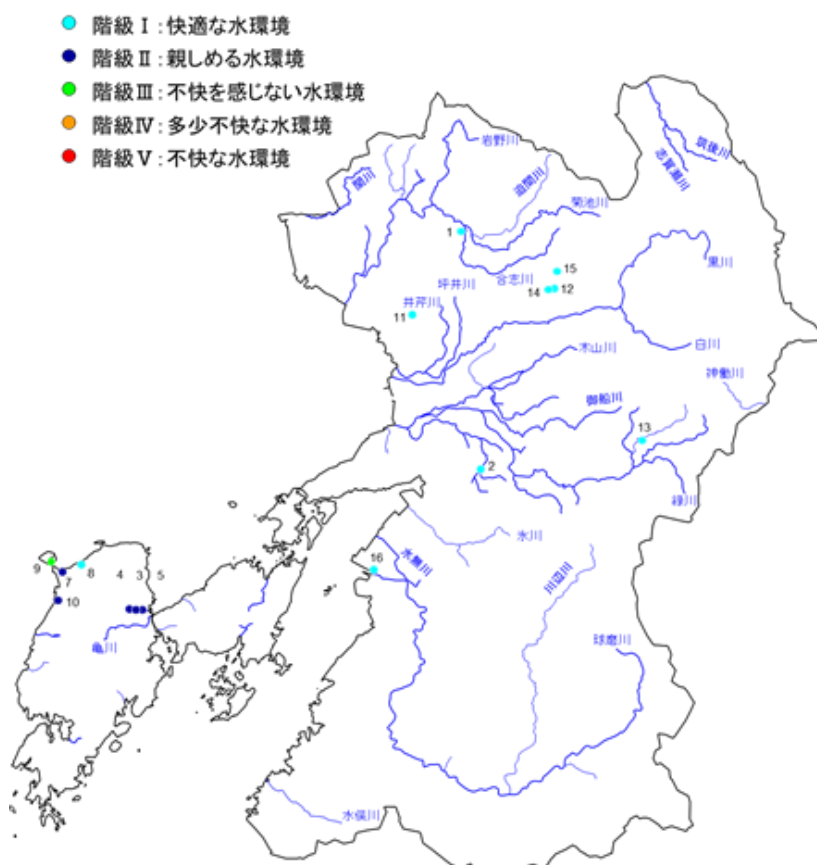 階級Ⅰ：快適な水環境
階級Ⅱ：親しめる水環境
階級Ⅲ：不快を感じない水環境
階級Ⅳ：多少不快な水環境
階級Ⅴ：不快な水環境
岩野川
筑後川
志賀瀬川
迫間川
関川
菊池川
1
黒川
合志川
15
坪井川
14
12
井芹川
11
木山川
白川
神働川
御船川
13
2
緑川
氷川
水無川
16
川辺川
9
8
7
4
3
5
10
亀川
球磨川
水俣川